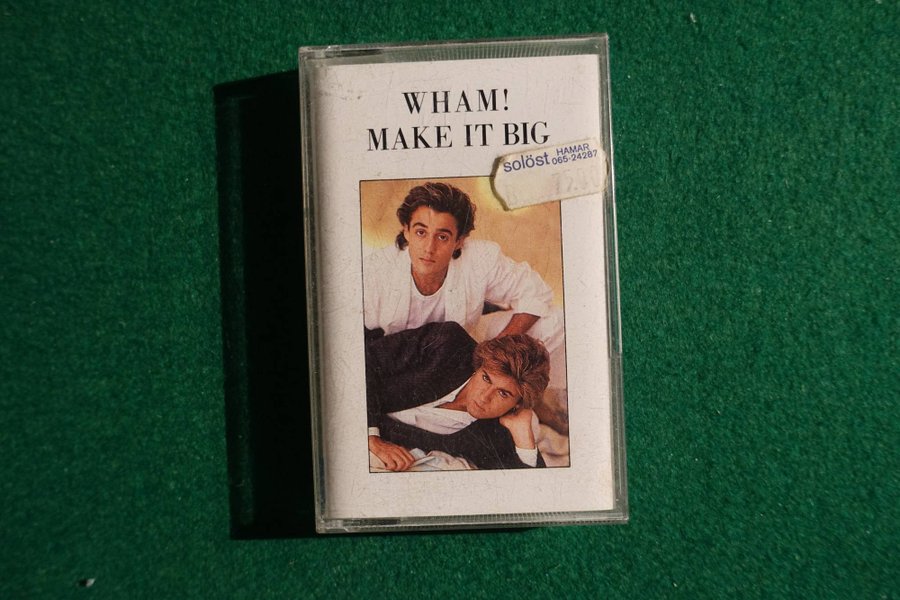 WHAM!
MAKE IT BIG
solöst HAMAR
065-24287